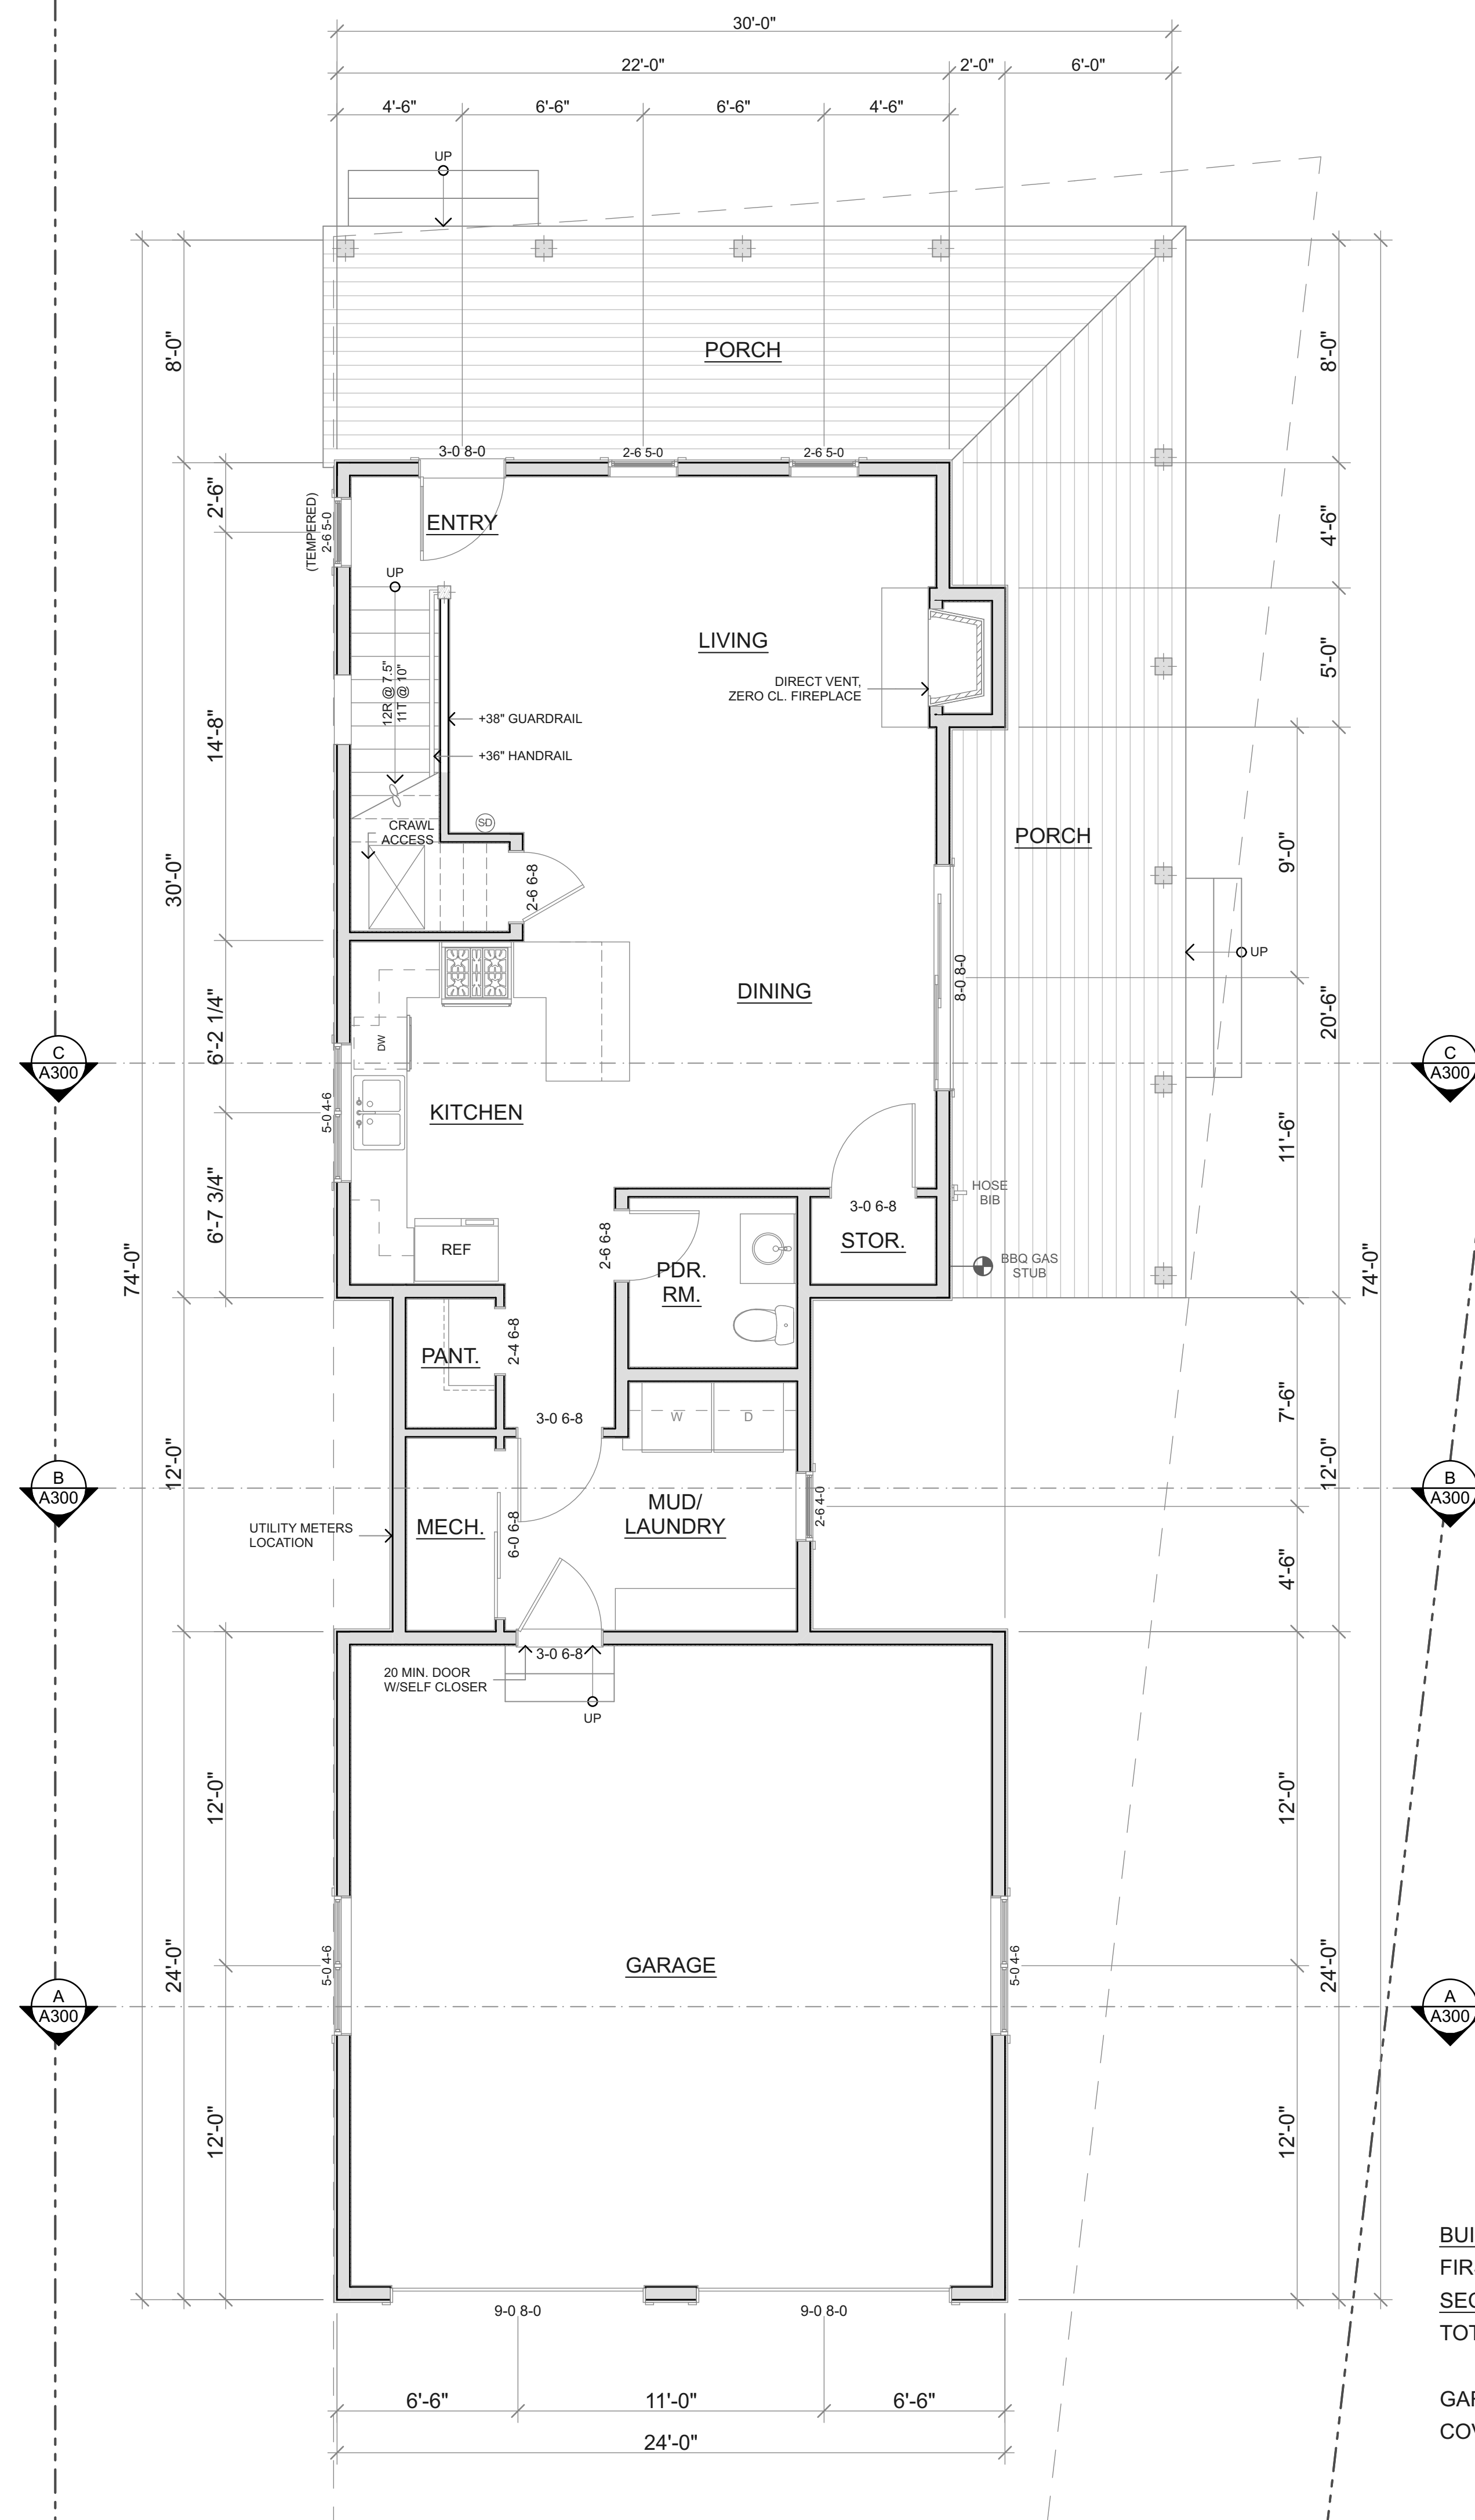 30'-0"
22'-0"
2'-0"
6'-0"
4'-6"
6'-6"
6'-6"
4'-6"
UP
8'-0"
PORCH
8'-0"
3-0 8-0
2-6 5-0
2-6 5-0
2'-6"
(TEMPERED)
2-6 5-0
ENTRY
4'-6"
UP
LIVING
5'-0"
12R @ 7.5"
11T @ 10"
DIRECT VENT,
ZERO CL. FIREPLACE
+38" GUARDRAIL
+36" HANDRAIL
14'-8"
SD
CRAWL
ACCESS
PORCH
9'-0"
30'-0"
2-6 6-8
UP
8-0 8-0
DINING
20'-6"
6'-2 1/4"
DW
C
A300
C
A300
5-0 4-6
KITCHEN
11'-6"
6'-7 3/4"
HOSE
BIB
3-0 6-8
STOR.
REF
2-6 6-8
PDR.
RM.
BBQ GAS
STUB
74'-0"
74'-0"
PANT.
2-4 6-8
7'-6"
3-0 6-8
W
D
12'-0"
12'-0"
B
A300
B
A300
MUD/
LAUNDRY
2-6 4-0
UTILITY METERS
LOCATION
MECH.
6-0 6-8
4'-6"
3-0 6-8
20 MIN. DOOR
W/SELF CLOSER
UP
12'-0"
12'-0"
24'-0"
5-0 4-6
GARAGE
5-0 4-6
24'-0"
A
A300
A
A300
12'-0"
12'-0"
9-0 8-0
9-0 8-0
6'-6"
11'-0"
6'-6"
24'-0"
BUI
FIR
SEC
TOT
GAR
COV